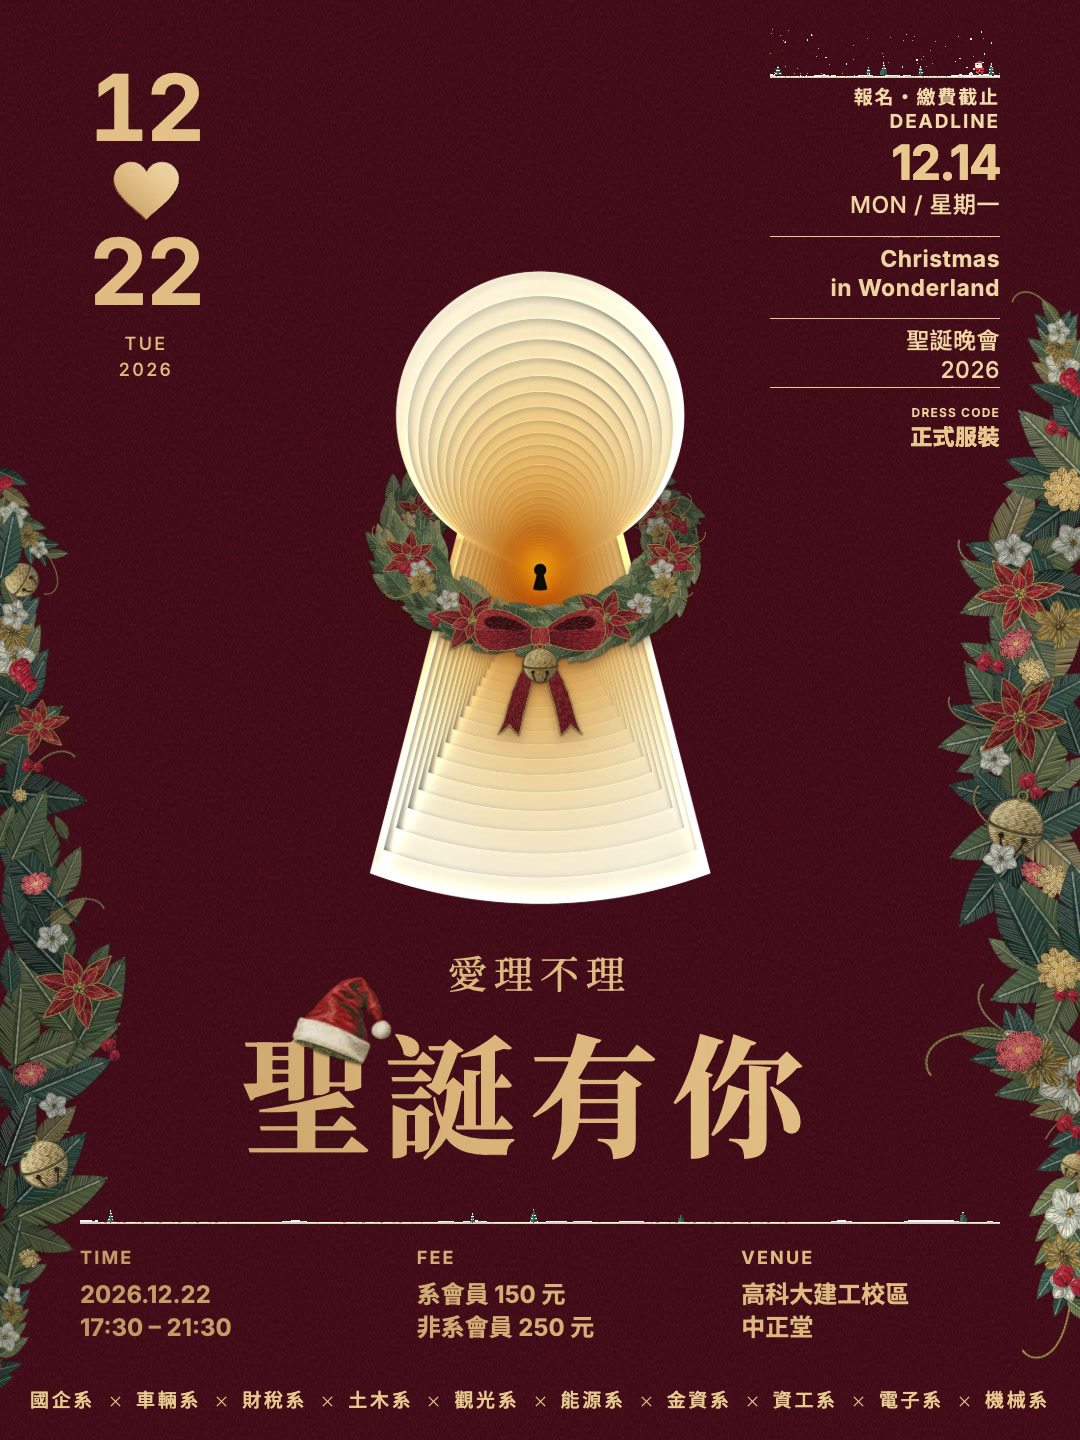 12
22
TUE
2026
報名・繳費截止
DEADLINE
12.14
MON / 星期一
Christmas
in Wonderland
聖誕晚會
2026
DRESS CODE
正式服裝
愛理不理
聖誕有你
TIME
2026.12.22
17:30 – 21:30
FEE
系會員 150 元
非系會員 250 元
VENUE
高科大建工校區
中正堂
國企系 × 車輛系 × 財稅系 × 土木系 × 觀光系 × 能源系 × 金資系 × 資工系 × 電子系 × 機械系